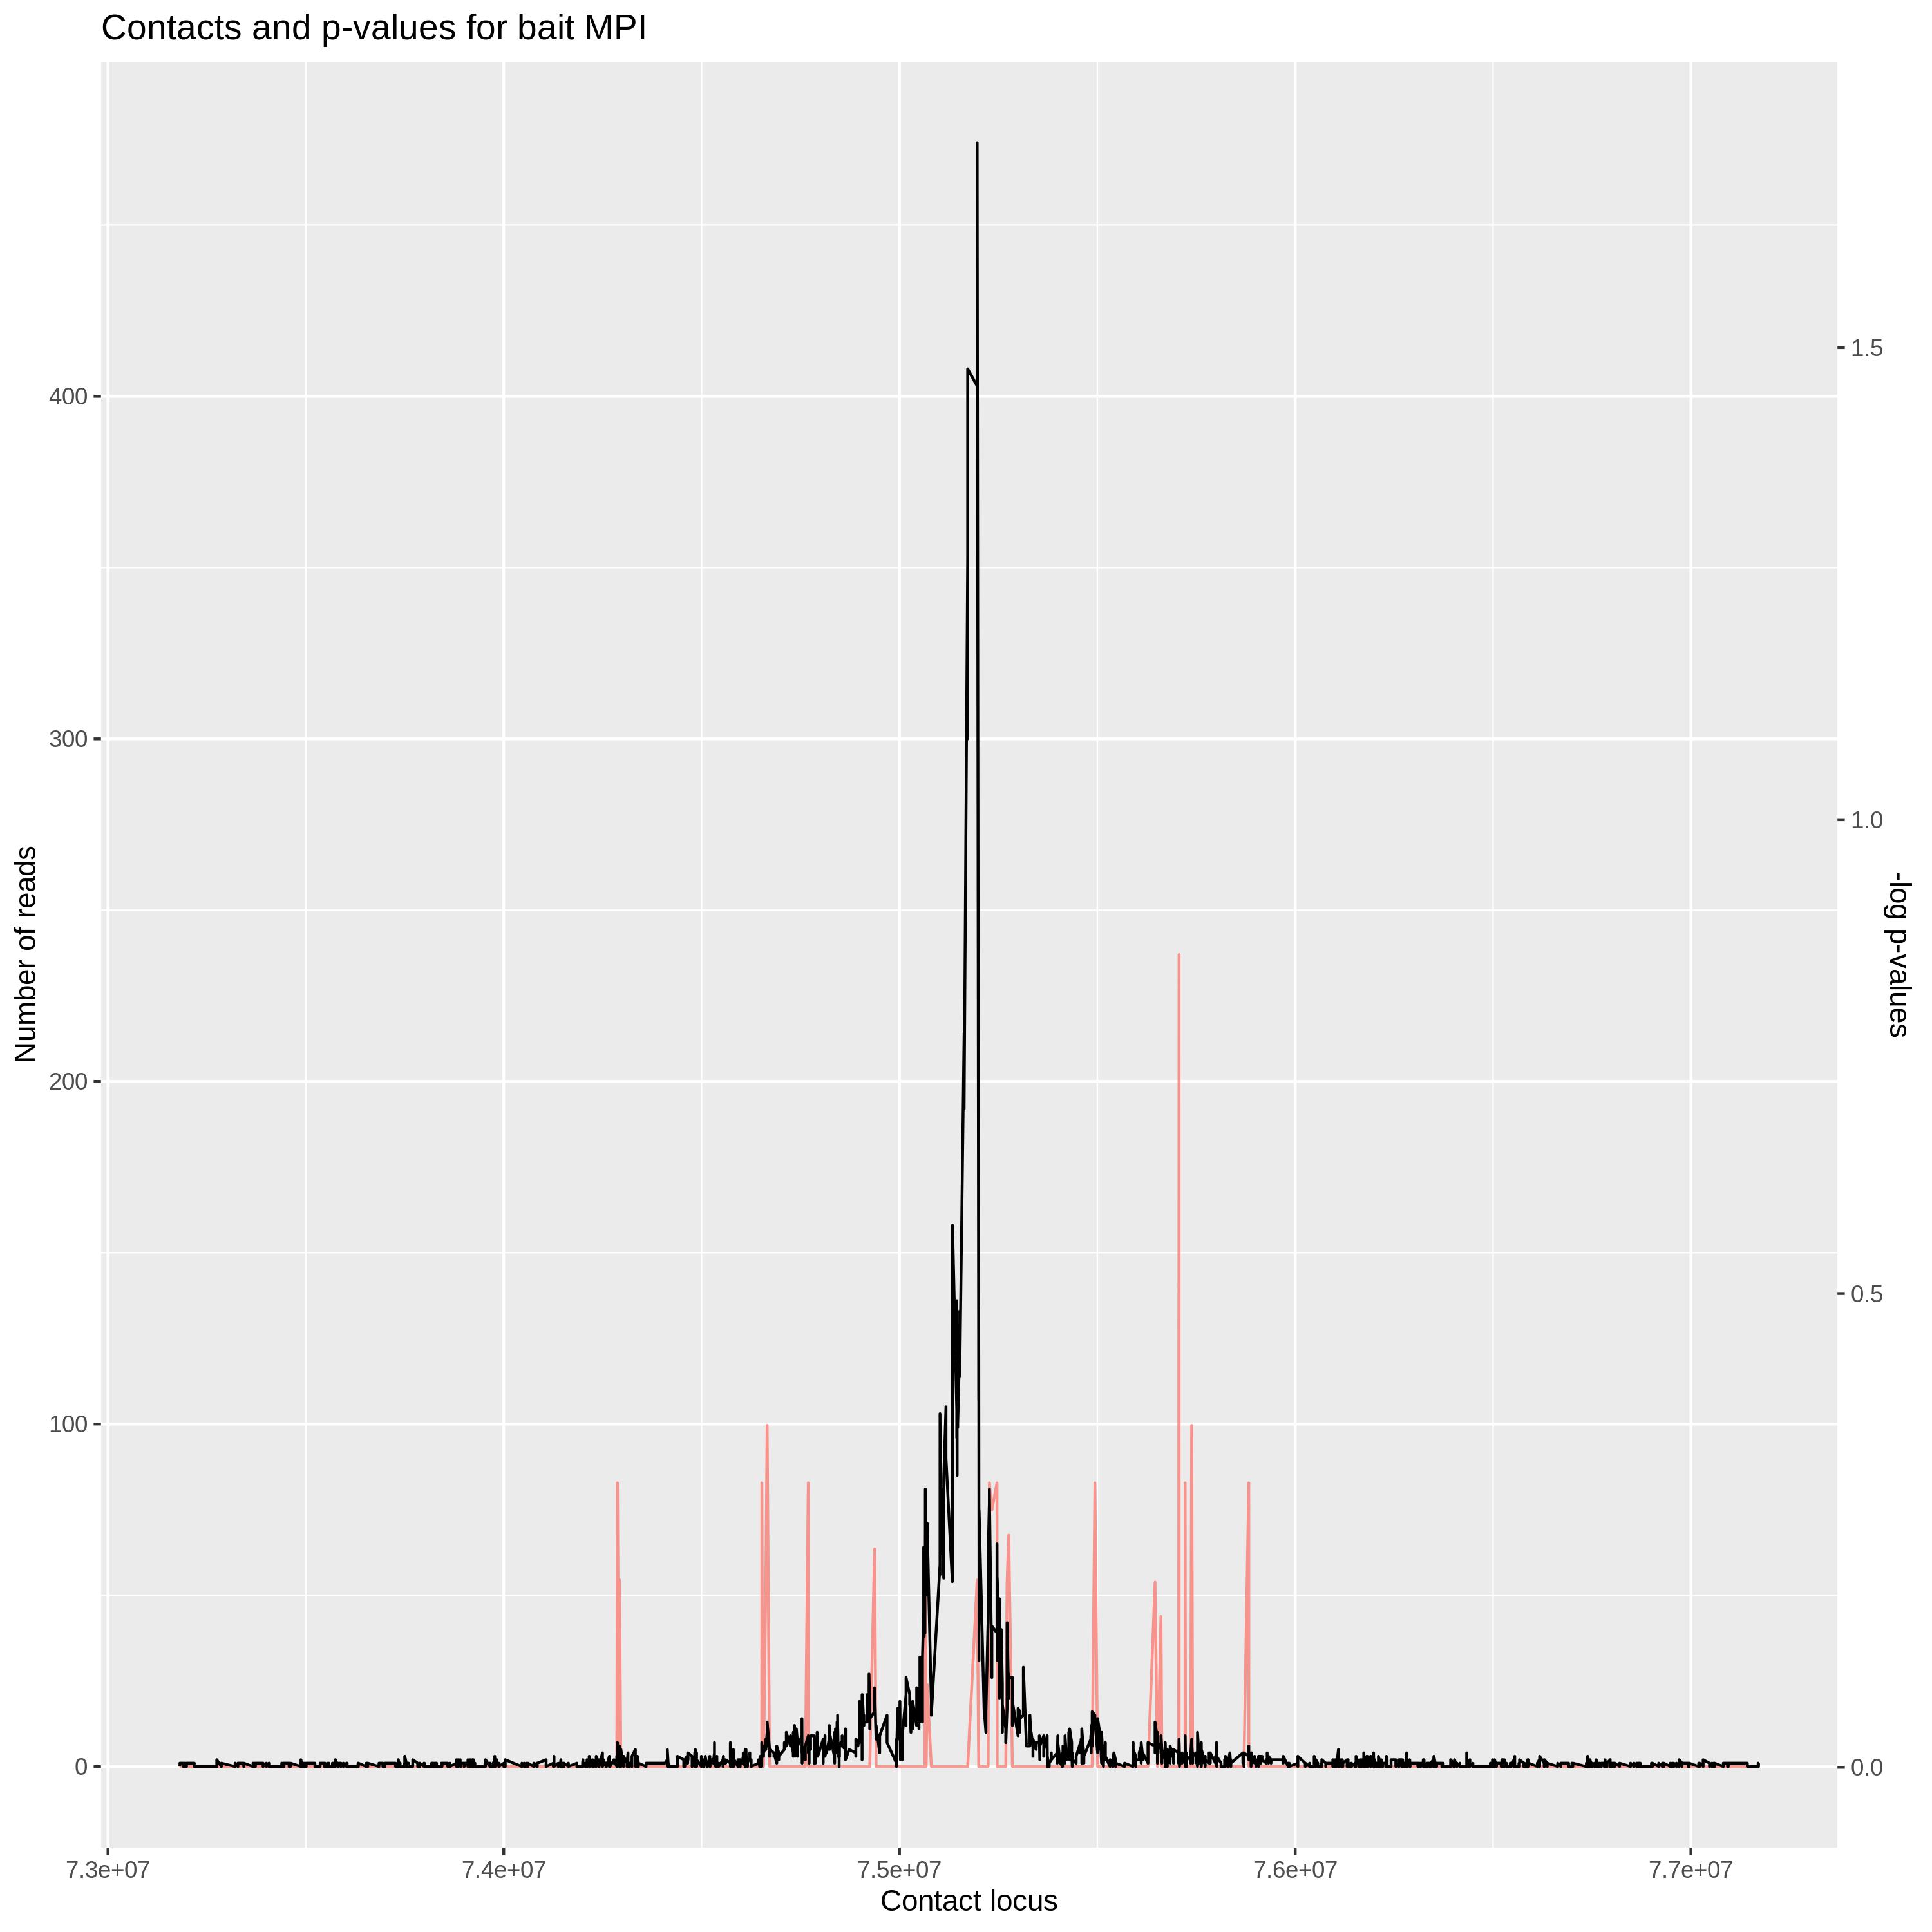 Contacts and p-values for bait MPI
Number of reads
400
300
200
100
0
1.5
1.0
0.5
0.0
-log p-values
7.3e+07
7.4e+07
7.5e+07
7.6e+07
7.7e+07
Contact locus